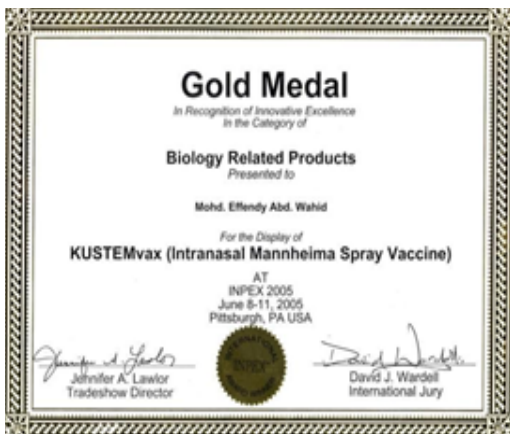 Gold Medal
In Recognition of Innovative Excellence
In the Category of
Biology Related Products
Presented to
Mohd. Effendy Abd. Wahid
For the Display of
KUSTEMvax (Intranasal Mannheima Spray Vaccine)
AT
INPEX 2005
June 8-11, 2005
Pittsburgh, PA USA
INTERNATIONAL
INPEX
Jennifer A. Lawlor
Tradeshow Director
David J. Wardell
International Jury